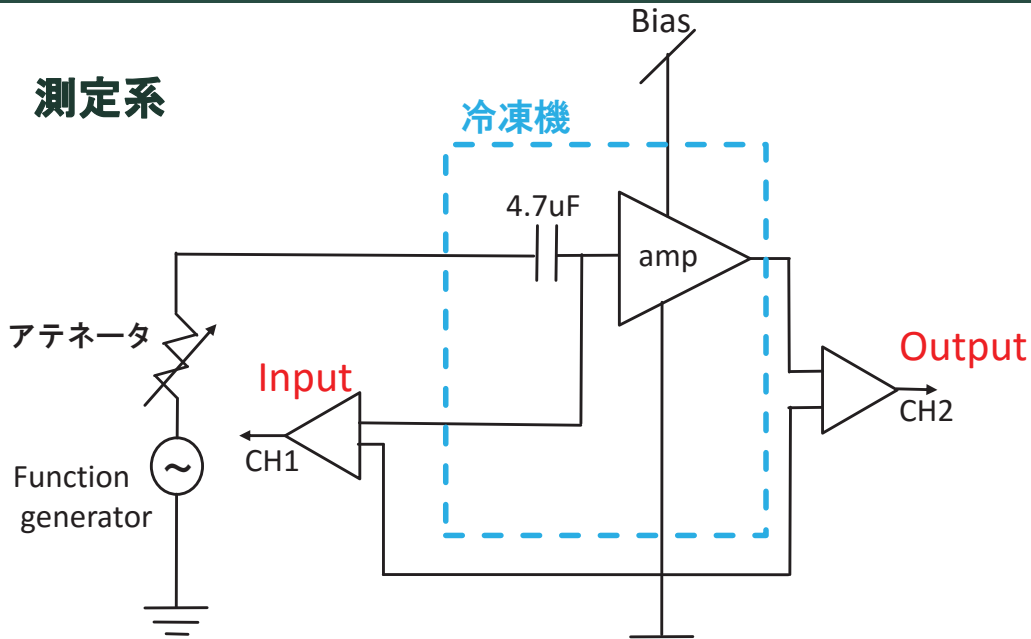 測定系
Bias
冷凍機
4.7uF
amp
アテネータ
Input
Output
CH1
CH2
Function
generator
~